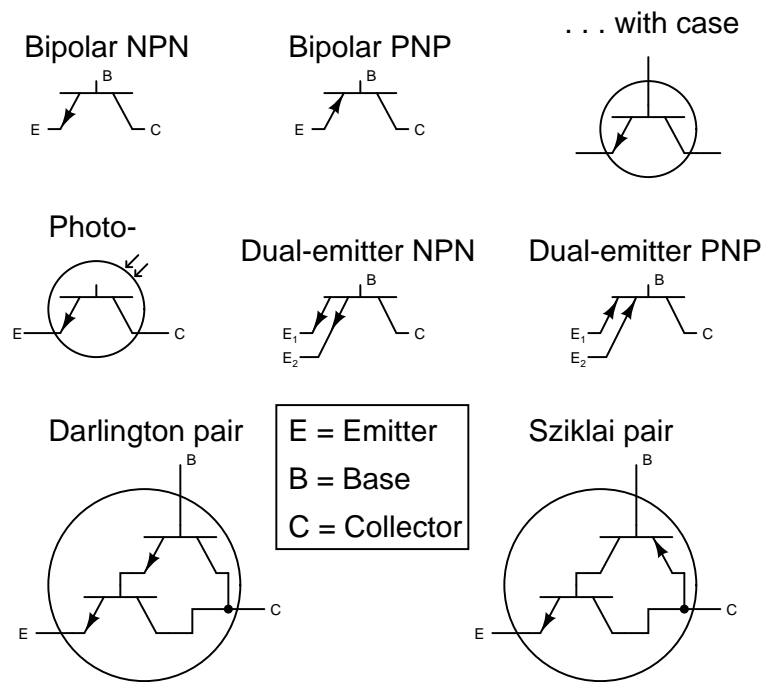 Bipolar NPN
B
E
C
Bipolar PNP
B
E
C
. . . with case
Photo-
E
C
Dual-emitter NPN
B
E1
E2
C
Dual-emitter PNP
B
E1
E2
C
Darlington pair
B
E
C
E = Emitter
B = Base
C = Collector
Sziklai pair
B
E
C